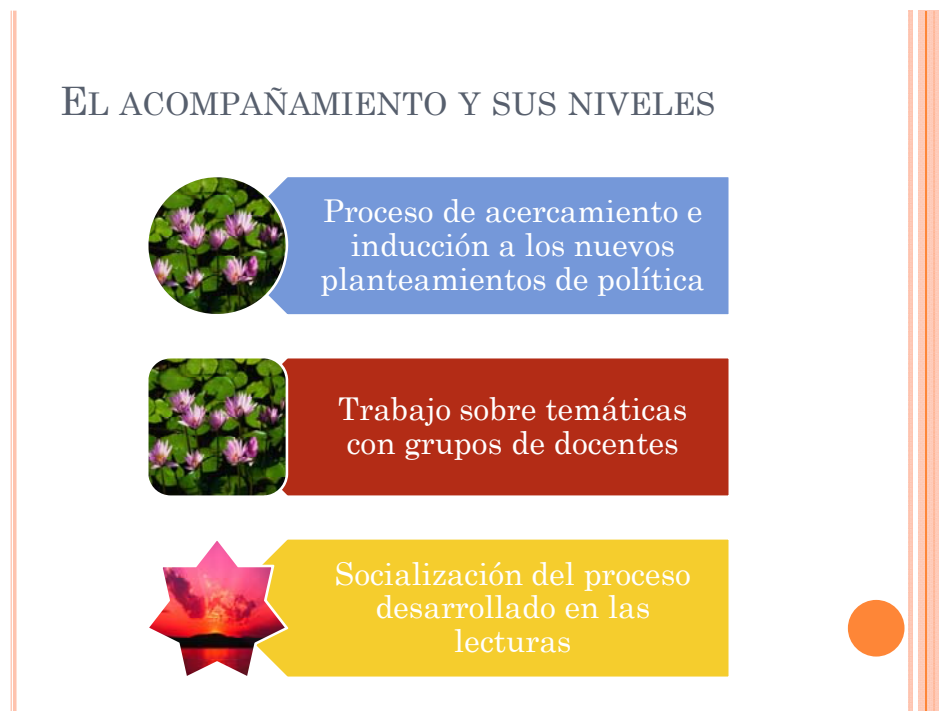 El acompañamiento y sus niveles
Proceso de acercamiento e
inducción a los nuevos
planteamientos de política
Trabajo sobre temáticas
con grupos de docentes
Socialización del proceso
desarrollado en las
lecturas